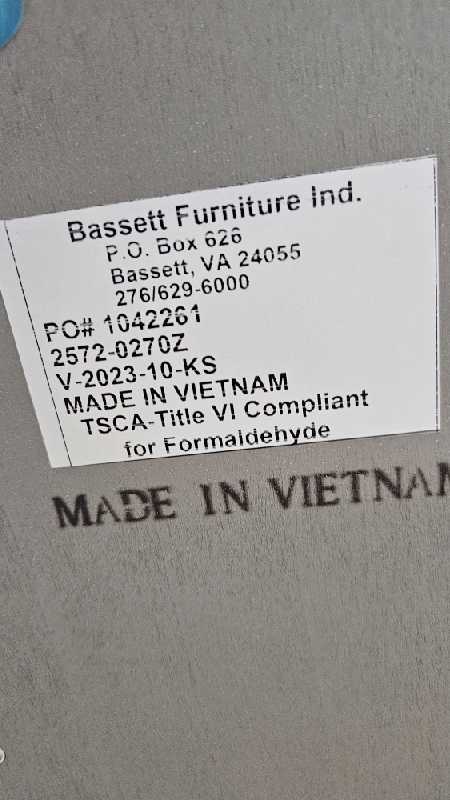 Bassett Furniture Ind.
P.O. Box 626
Bassett, VA 24055
276/629-6000
PO# 1042261
2572-0270Z
V-2023-10-KS
MADE IN VIETNAM
TSCA-Title VI Compliant
for Formaldehyde
MADE IN VIETNAM